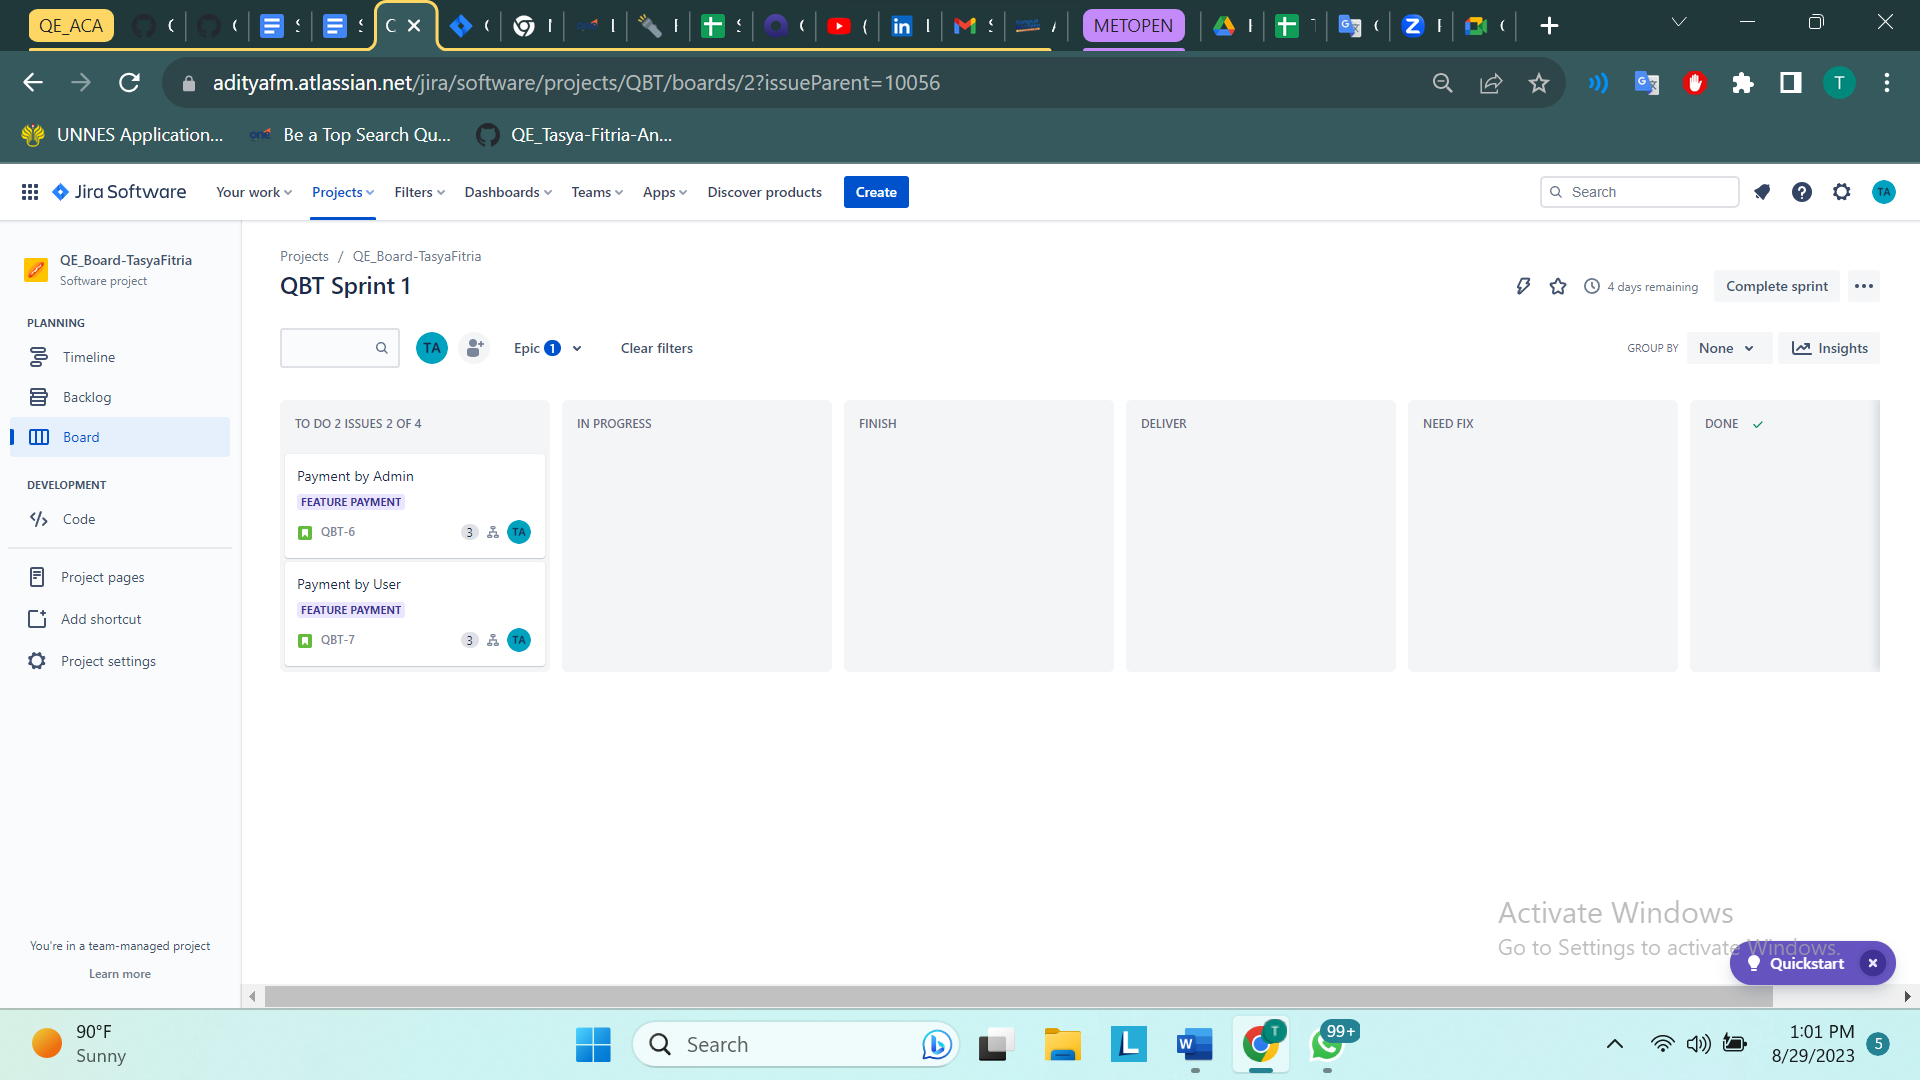 QE_ACA
METOPEN
adityafm.atlassian.net/jira/software/projects/QBT/boards/2?issueParent=10056
T
UNNES Application...
one Be a Top Search Qu...
QE_Tasya-Fitria-An...
Jira Software
Your work
Projects
Filters
Dashboards
Teams
Apps
Discover products
Create
Search
TA
QE_Board-TasyaFitria
Software project
PLANNING
Timeline
Backlog
Board
DEVELOPMENT
Code
Project pages
Add shortcut
Project settings
You're in a team-managed project
Learn more
Projects / QE_Board-TasyaFitria
QBT Sprint 1
4 days remaining
Complete sprint
TA
Epic 1
Clear filters
GROUP BY
None
Insights
TO DO 2 ISSUES 2 OF 4
IN PROGRESS
FINISH
DELIVER
NEED FIX
DONE
Payment by Admin
FEATURE PAYMENT
QBT-6
3
TA
Payment by User
FEATURE PAYMENT
QBT-7
3
TA
Activate Windows
Go to Settings to activate Windows.
Quickstart
90°F
Sunny
Search
L
W
T
99+
1:01 PM
8/29/2023
5